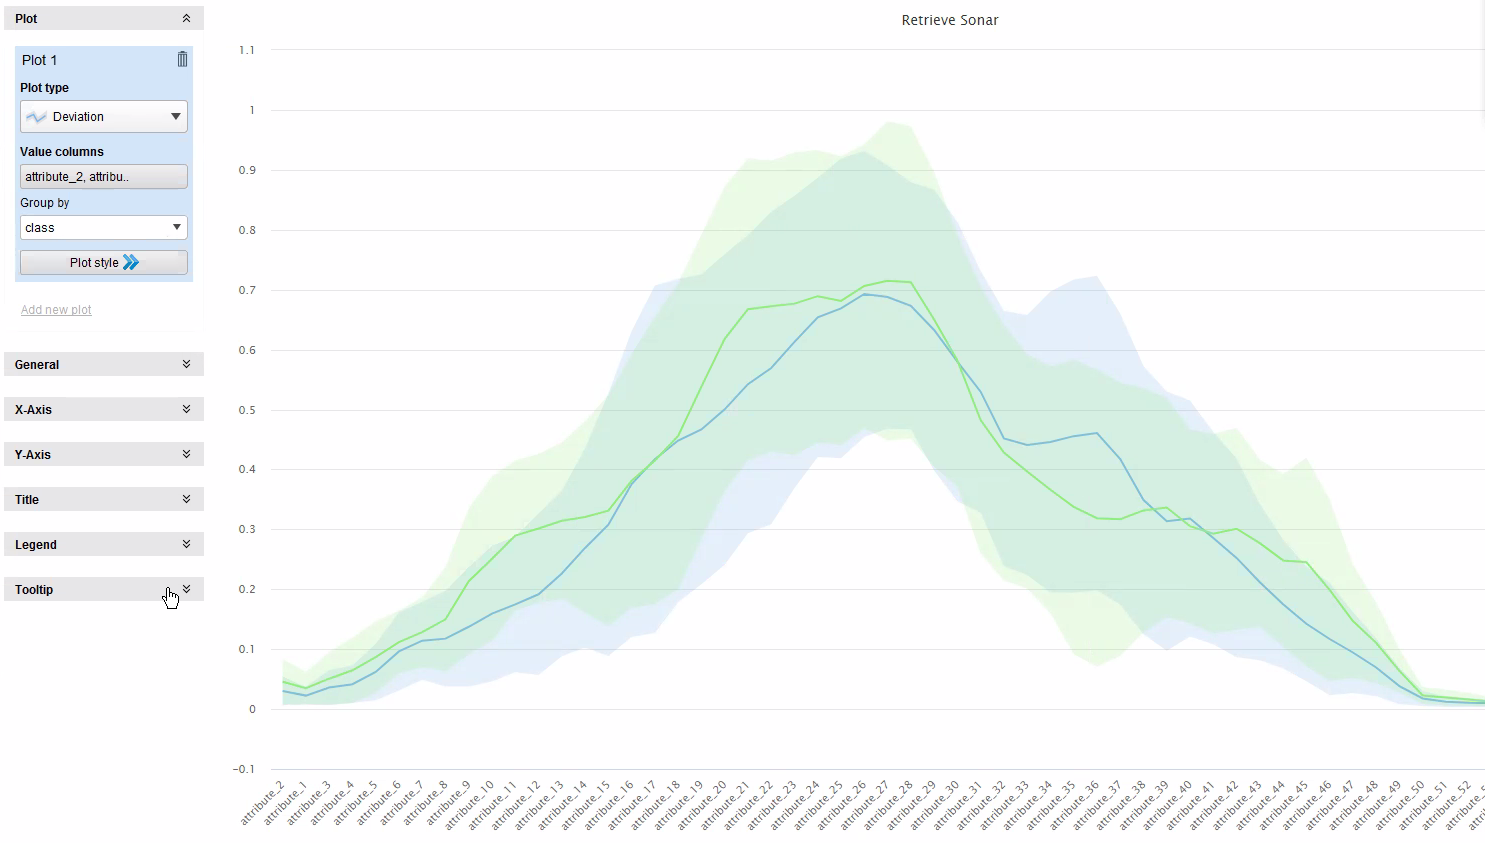 Plot
Plot 1
Plot type
Deviation
Value columns
attribute_2, attribu..
Group by
class
Plot style
Add new plot
General
X-Axis
Y-Axis
Title
Legend
Tooltip
Retrieve Sonar
1.1
1
0.9
0.8
0.7
0.6
0.5
0.4
0.3
0.2
0.1
0
−0.1
attribute_2
attribute_1
attribute_3
attribute_4
attribute_5
attribute_6
attribute_7
attribute_8
attribute_9
attribute_10
attribute_11
attribute_12
attribute_13
attribute_14
attribute_15
attribute_16
attribute_17
attribute_18
attribute_19
attribute_20
attribute_21
attribute_22
attribute_23
attribute_24
attribute_25
attribute_26
attribute_27
attribute_28
attribute_29
attribute_30
attribute_31
attribute_32
attribute_33
attribute_34
attribute_35
attribute_36
attribute_37
attribute_38
attribute_39
attribute_40
attribute_41
attribute_42
attribute_43
attribute_44
attribute_45
attribute_46
attribute_47
attribute_48
attribute_49
attribute_50
attribute_51
attribute_52